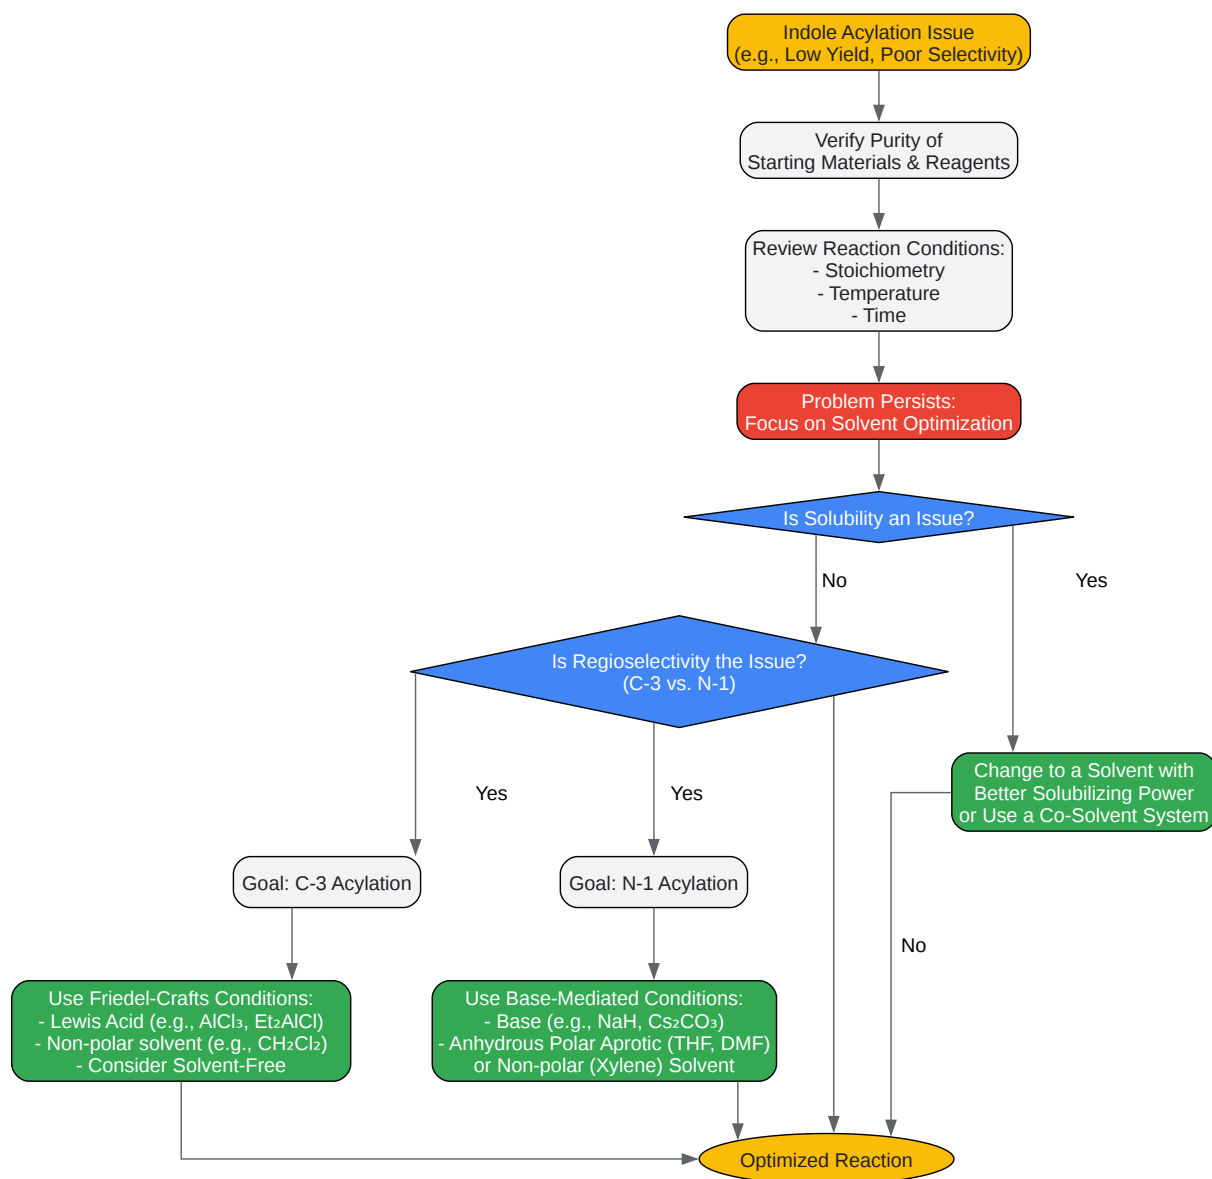 Indole Acylation Issue
(e.g., Low Yield, Poor Selectivity)
Verify Purity of
Starting Materials & Reagents
Review Reaction Conditions:
- Stoichiometry
- Temperature
- Time
Problem Persists:
Focus on Solvent Optimization
Is Solubility an Issue?
No
Yes
Is Regioselectivity the Issue?
(C-3 vs. N-1)
Change to a Solvent with
Better Solubilizing Power
or Use a Co-Solvent System
Yes
Yes
Goal: C-3 Acylation
Goal: N-1 Acylation
No
Use Friedel-Crafts Conditions:
- Lewis Acid (e.g., AlCl₃, Et₂AlCl)
- Non-polar solvent (e.g., CH₂Cl₂)
- Consider Solvent-Free
Use Base-Mediated Conditions:
- Base (e.g., NaH, Cs₂CO₃)
- Anhydrous Polar Aprotic (THF, DMF)
or Non-polar (Xylene) Solvent
Optimized Reaction